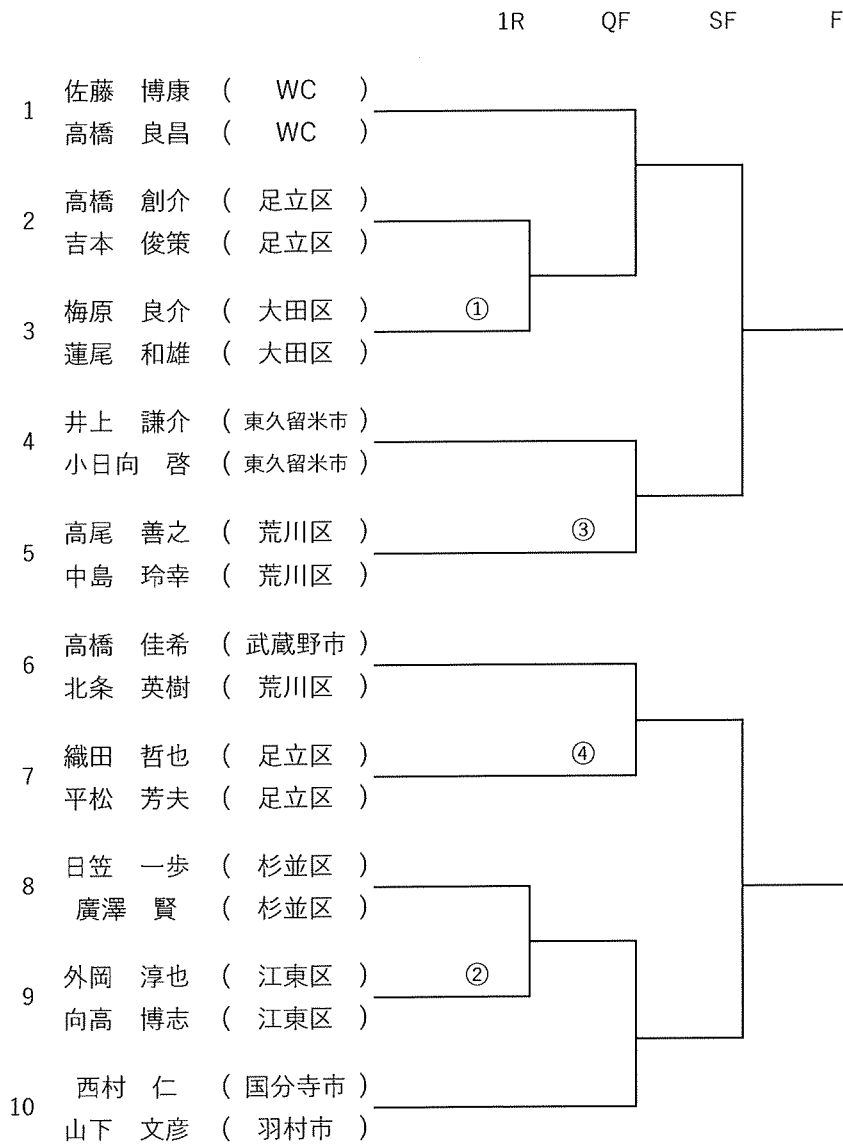 1R QF SF F
佐藤 博康 ( WC )
1
高橋 良昌 ( WC )
高橋 創介 ( 足立区 )
2
吉本 俊策 ( 足立区 )
梅原 良介 ( 大田区 ) ①
3
蓮尾 和雄 ( 大田区 )
井上 謙介 ( 東久留米市 )
4
小日向 啓 ( 東久留米市 )
高尾 善之 ( 荒川区 ) ③
5
中島 玲幸 ( 荒川区 )
高橋 佳希 ( 武蔵野市 )
6
北条 英樹 ( 荒川区 )
織田 哲也 ( 足立区 ) ④
7
平松 芳夫 ( 足立区 )
日笠 一歩 ( 杉並区 )
8
廣澤 賢 ( 杉並区 )
外岡 淳也 ( 江東区 ) ②
9
向高 博志 ( 江東区 )
西村 仁 ( 国分寺市 )
10
山下 文彦 ( 羽村市 )